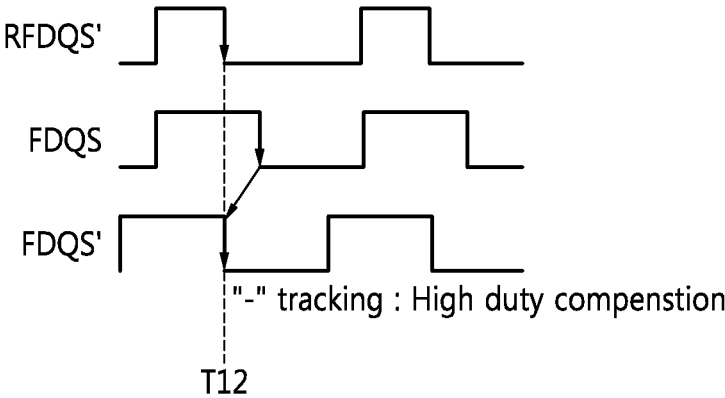 RFDQS'
FDQS
FDQS'
"-" tracking : High duty compenstion
T12